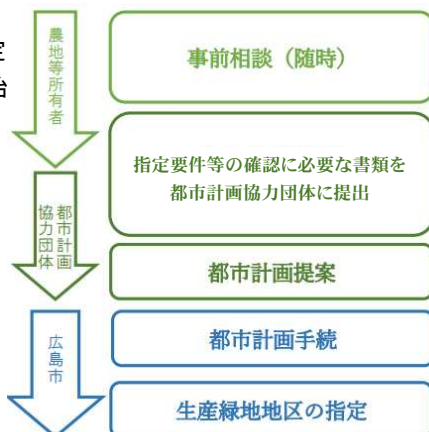 定
治
農地等所有者
事前相談（随時）
指定要件等の確認に必要な書類を
都市計画協力団体に提出
都市計画
協力団体
都市計画提案
広島市
都市計画手続
生産緑地地区の指定